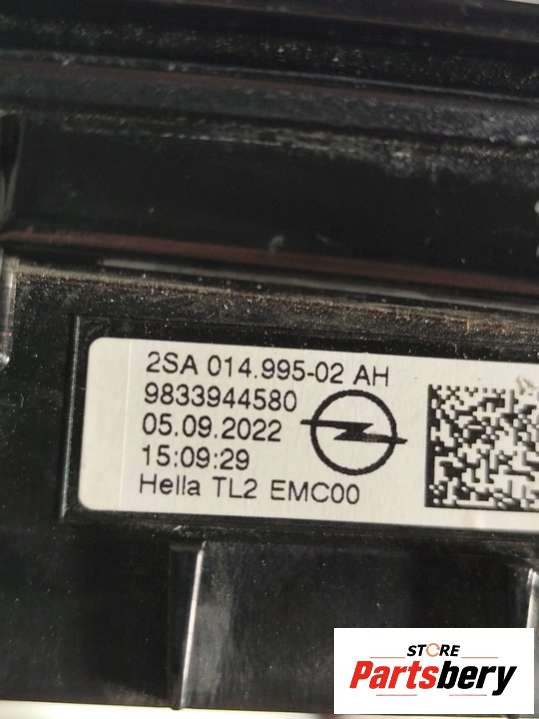 2SA 014.995-02 AH
9833944580
05.09.2022
15:09:29
Hella TL2 EMC00
STORE
Partsbery